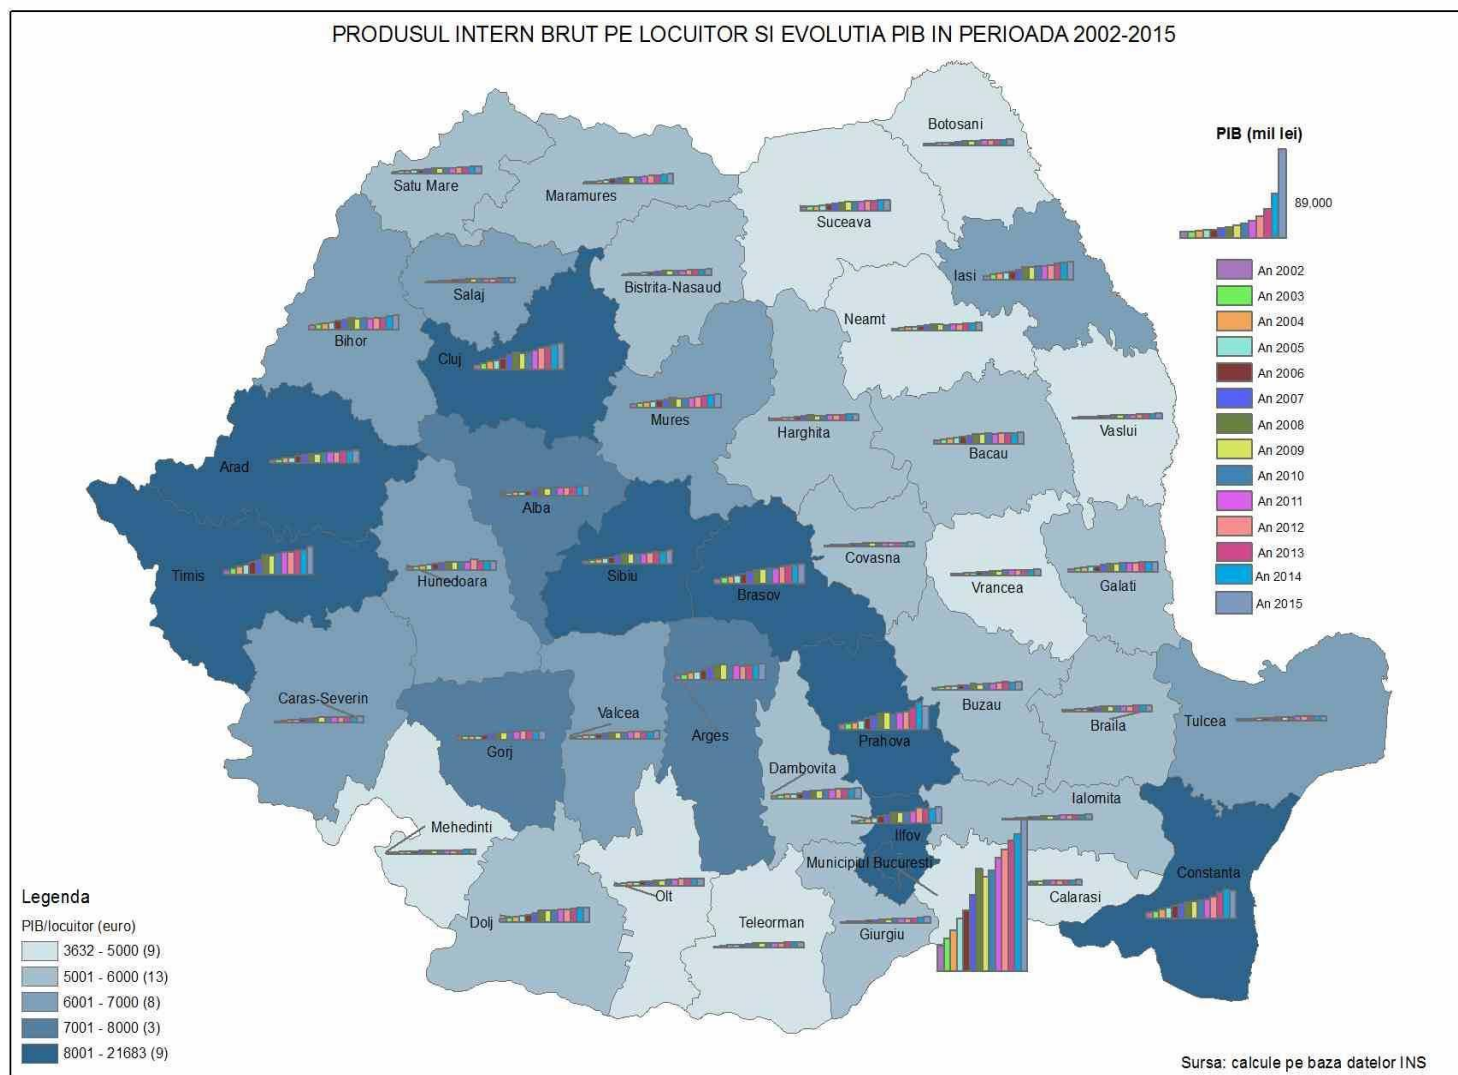 PRODUSUL INTERN BRUT PE LOCUITOR SI EVOLUTIA PIB IN PERIOADA 2002-2015
Botosani
PIB (mil lei)
89,000
Satu Mare
Maramures
Suceava
Iasi
Salaj
Bistrita-Nasaud
Neamt
Bihor
Cluj
Mures
Harghita
Bacau
Vaslui
Arad
Alba
Covasna
Timis
Hunedoara
Sibiu
Brasov
Vrancea
Galati
An 2002
An 2003
An 2004
An 2005
An 2006
An 2007
An 2008
An 2009
An 2010
An 2011
An 2012
An 2013
An 2014
An 2015
Caras-Severin
Valcea
Gorj
Arges
Prahova
Buzau
Braila
Tulcea
Dambovita
Ialomita
Mehedinti
Ilfov
Municipiul Bucuresti
Constanta
Calarasi
Olt
Dolj
Teleorman
Giurgiu
Legenda
PIB/locuitor (euro)
3632 - 5000 (9)
5001 - 6000 (13)
6001 - 7000 (8)
7001 - 8000 (3)
8001 - 21683 (9)
Sursa: calcule pe baza datelor INS